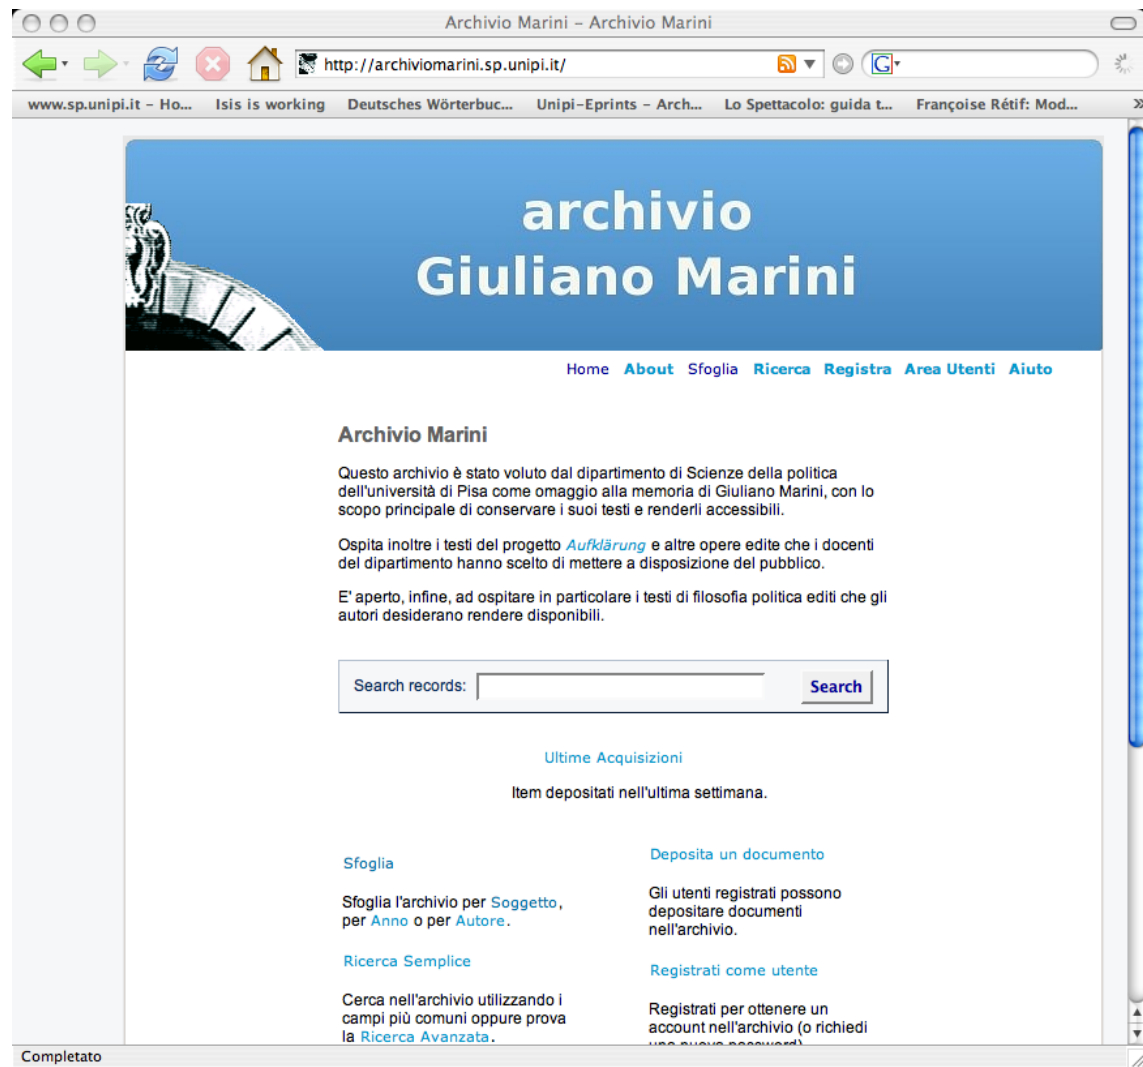 Archivio Marini – Archivio Marini
http://archiviomarini.sp.unipi.it/
G
www.sp.unipi.it – Ho... Isis is working Deutsches Wörterbuc... Unipi–Eprints – Arch... Lo Spettacolo: guida t... Françoise Rétif: Mod... »
archivio
Giuliano Marini
Home About Sfoglia Ricerca Registra Area Utenti Aiuto
Archivio Marini
Questo archivio è stato voluto dal dipartimento di Scienze della politica
dell'università di Pisa come omaggio alla memoria di Giuliano Marini, con lo
scopo principale di conservare i suoi testi e renderli accessibili.
Ospita inoltre i testi del progetto Aufklärung e altre opere edite che i docenti
del dipartimento hanno scelto di mettere a disposizione del pubblico.
E' aperto, infine, ad ospitare in particolare i testi di filosofia politica editi che gli
autori desiderano rendere disponibili.
Search records: Search
Ultime Acquisizioni
Item depositati nell'ultima settimana.
Sfoglia
Sfoglia l'archivio per Soggetto,
per Anno o per Autore.
Ricerca Semplice
Cerca nell'archivio utilizzando i
campi più comuni oppure prova
la Ricerca Avanzata.
Deposita un documento
Gli utenti registrati possono
depositare documenti
nell'archivio.
Registrati come utente
Registrati per ottenere un
account nell'archivio (o richiedi
una nuova password)
Completato